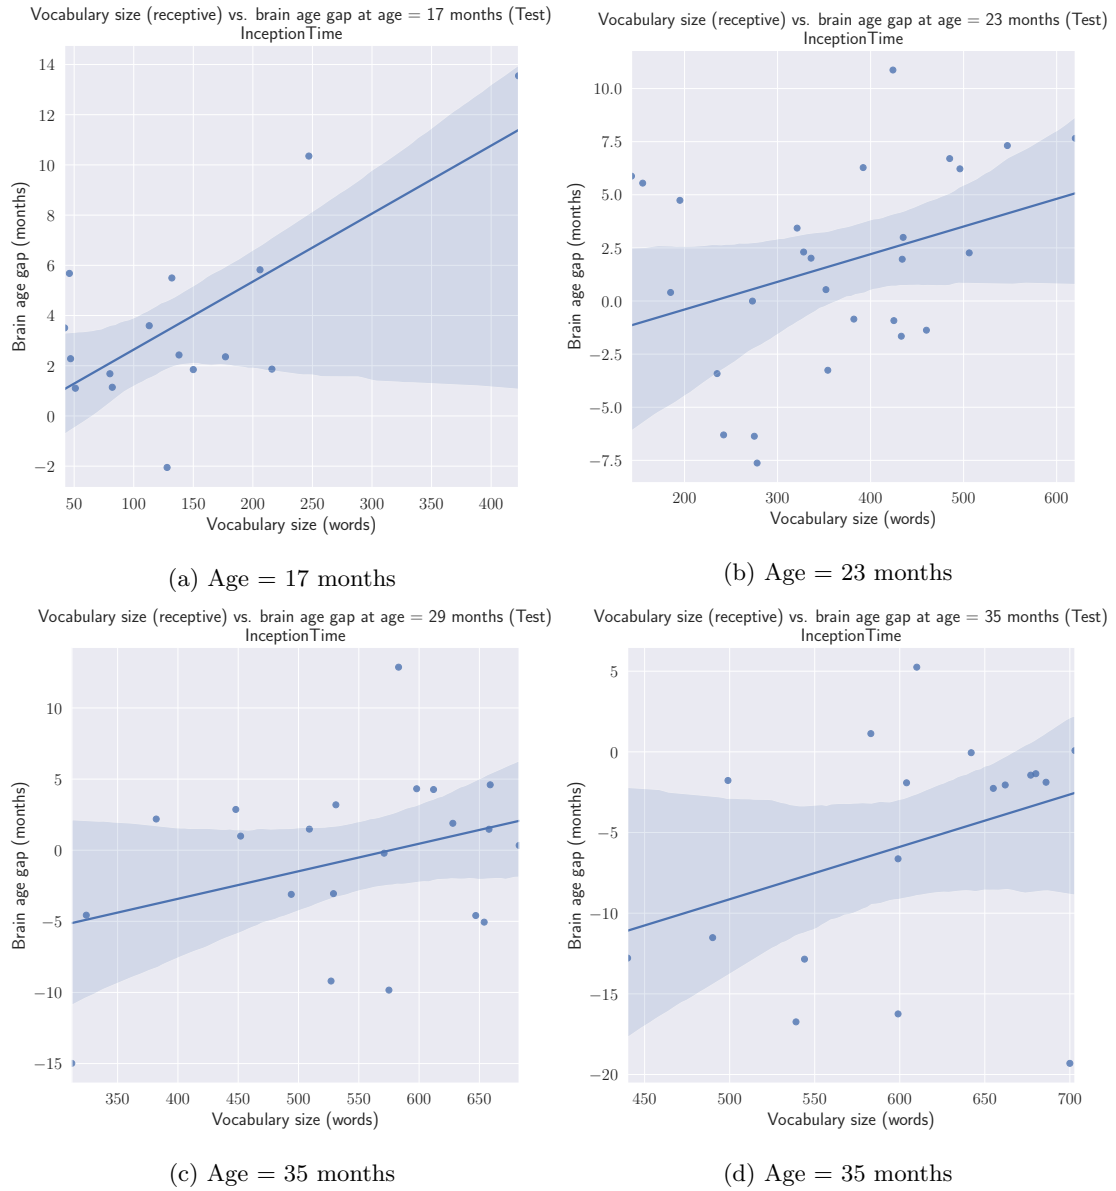 Vocabulary size (receptive) vs. brain age gap at age = 17 months (Test)
InceptionTime
14
12
10
8
6
4
2
0
−2
Brain age gap (months)
50 100 150 200 250 300 350 400
Vocabulary size (words)
(a) Age = 17 months
Vocabulary size (receptive) vs. brain age gap at age = 23 months (Test)
InceptionTime
10.0
7.5
5.0
2.5
0.0
−2.5
−5.0
−7.5
Brain age gap (months)
200 300 400 500 600
Vocabulary size (words)
(b) Age = 23 months
Vocabulary size (receptive) vs. brain age gap at age = 29 months (Test)
InceptionTime
10
5
0
−5
−10
−15
Brain age gap (months)
350 400 450 500 550 600 650
Vocabulary size (words)
(c) Age = 35 months
Vocabulary size (receptive) vs. brain age gap at age = 35 months (Test)
InceptionTime
5
0
−5
−10
−15
−20
Brain age gap (months)
450 500 550 600 650 700
Vocabulary size (words)
(d) Age = 35 months